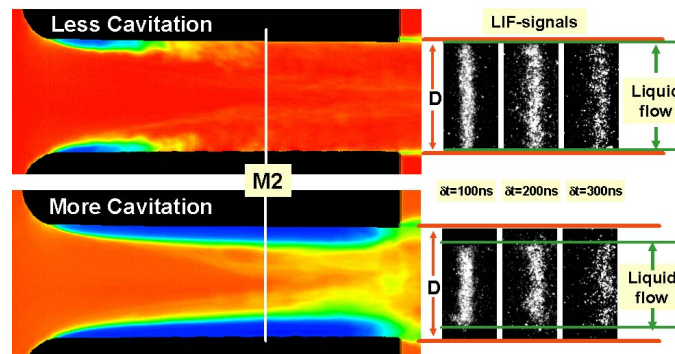 Less Cavitation
LIF-signals
D
Liquid
flow
M2
δt=100ns δt=200ns δt=300ns
More Cavitation
D
Liquid
flow